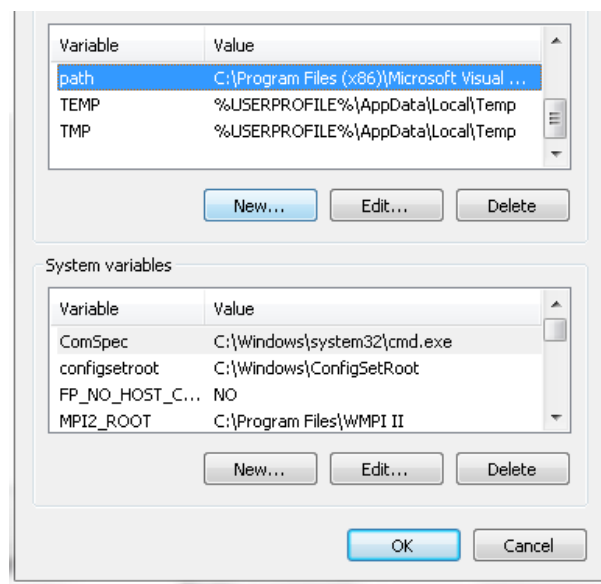 Variable Value
path C:\Program Files (x86)\Microsoft Visual ...
TEMP %USERPROFILE%\AppData\Local\Temp
TMP %USERPROFILE%\AppData\Local\Temp
New... Edit... Delete
System variables
Variable Value
ComSpec C:\Windows\system32\cmd.exe
configsetroot C:\Windows\ConfigSetRoot
FP_NO_HOST_C... NO
MPI2_ROOT C:\Program Files\WMPI II
New... Edit... Delete
OK Cancel